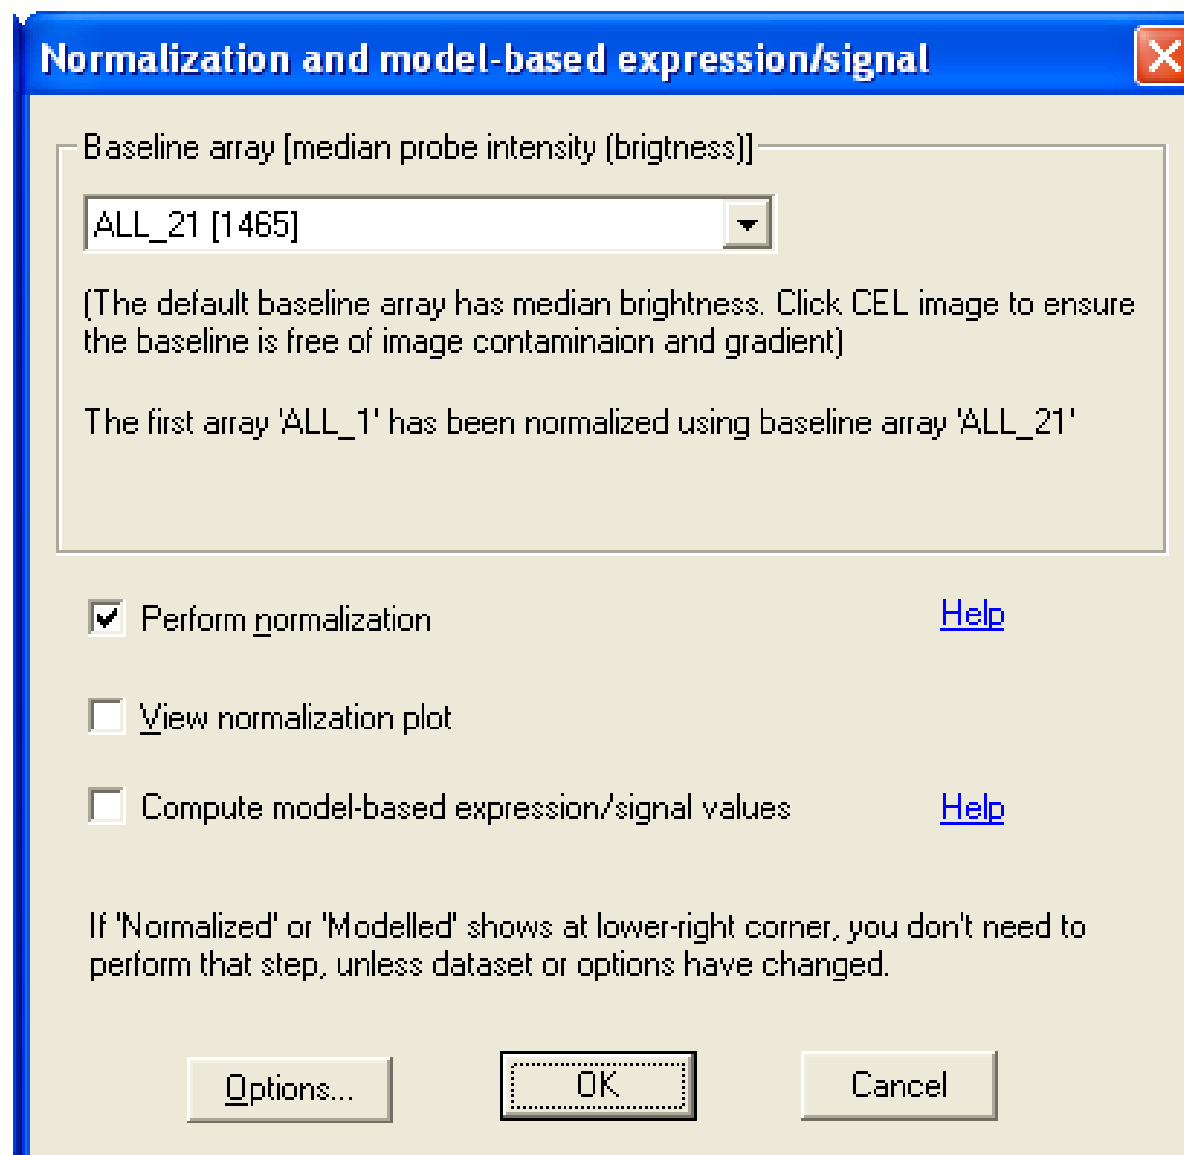 Normalization and model-based expression/signal
Baseline array [median probe intensity (brigtness)]
ALL_21 [1465]
(The default baseline array has median brightness. Click CEL image to ensure
the baseline is free of image contaminaion and gradient)
The first array 'ALL_1' has been normalized using baseline array 'ALL_21'
Perform normalization
Help
View normalization plot
Compute model-based expression/signal values
Help
If 'Normalized' or 'Modelled' shows at lower-right corner, you don't need to
perform that step, unless dataset or options have changed.
Options...
OK
Cancel